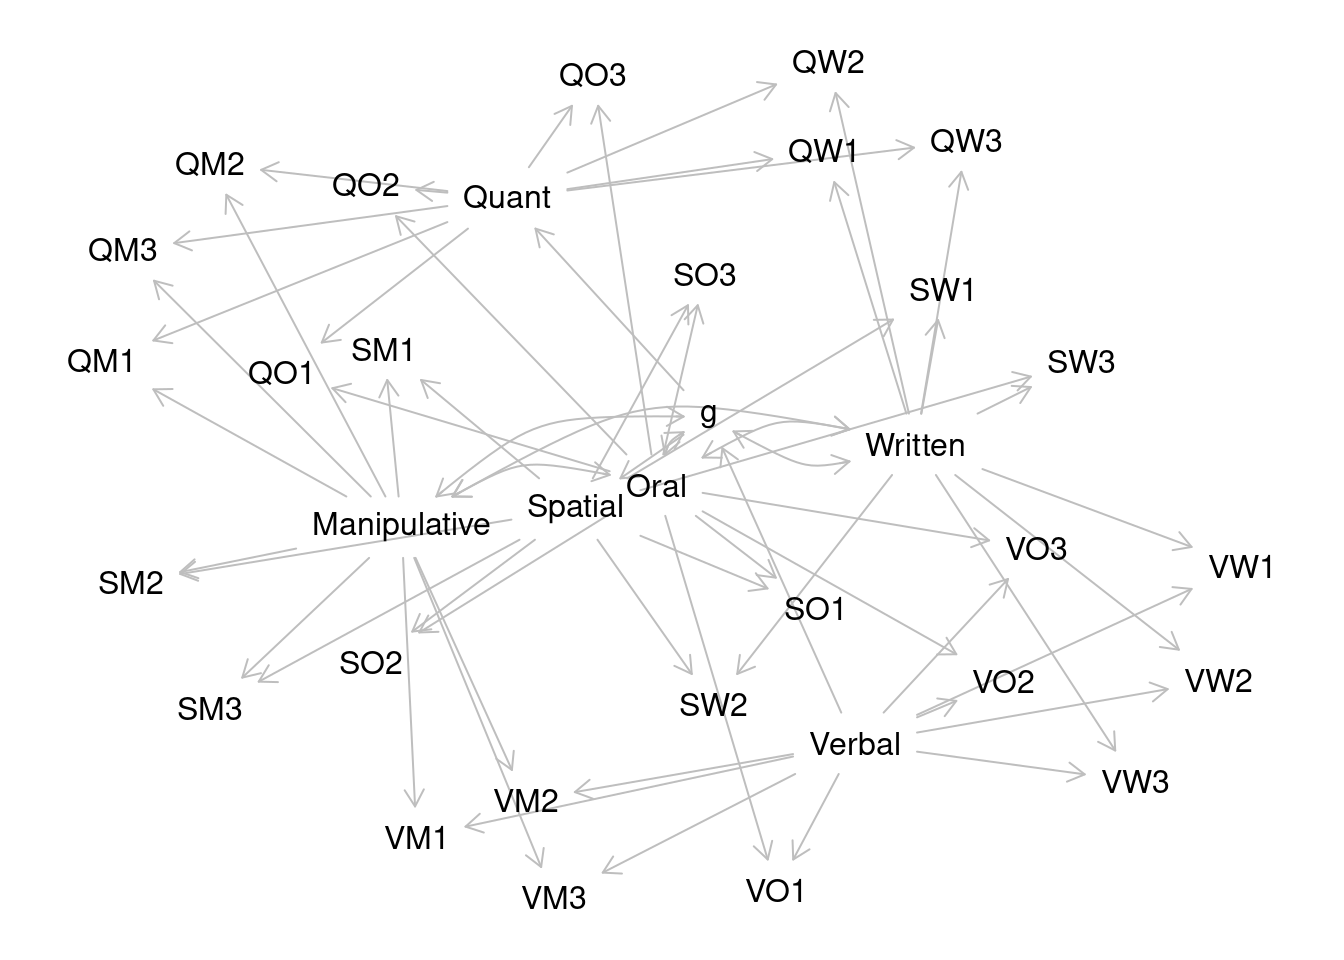 QW2
QO3
QW3
QW1
QM2
QO2
Quant
QM3
SO3
SW1
SM1
QM1
SW3
QO1
g
Written
Oral
Spatial
Manipulative
VO3
VW1
SM2
SO1
SO2
VO2
VW2
SM3
SW2
Verbal
VW3
VM2
VM1
VO1
VM3